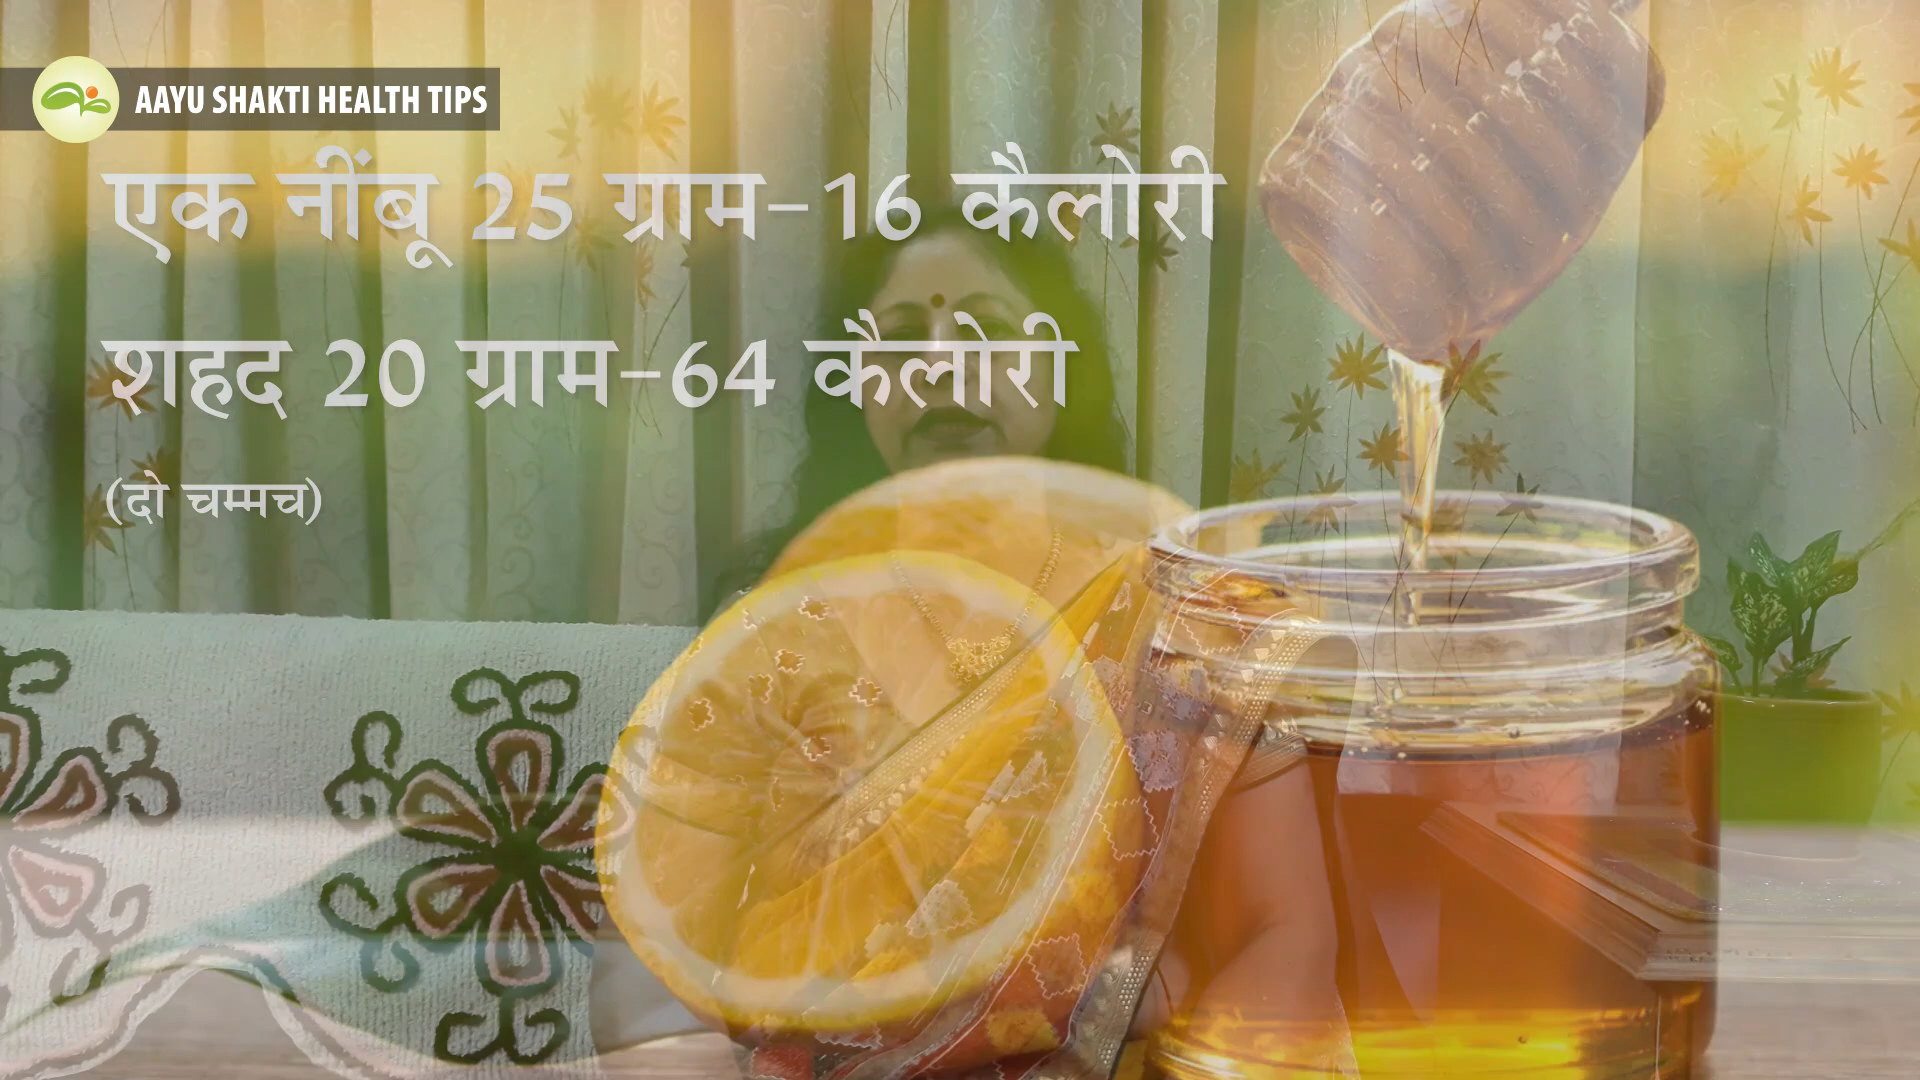 AAYU SHAKTI HEALTH TIPS
एक नींबू 25 ग्राम-16 कैलोरी
शहद 20 ग्राम-64 कैलोरी
(दो चम्मच)